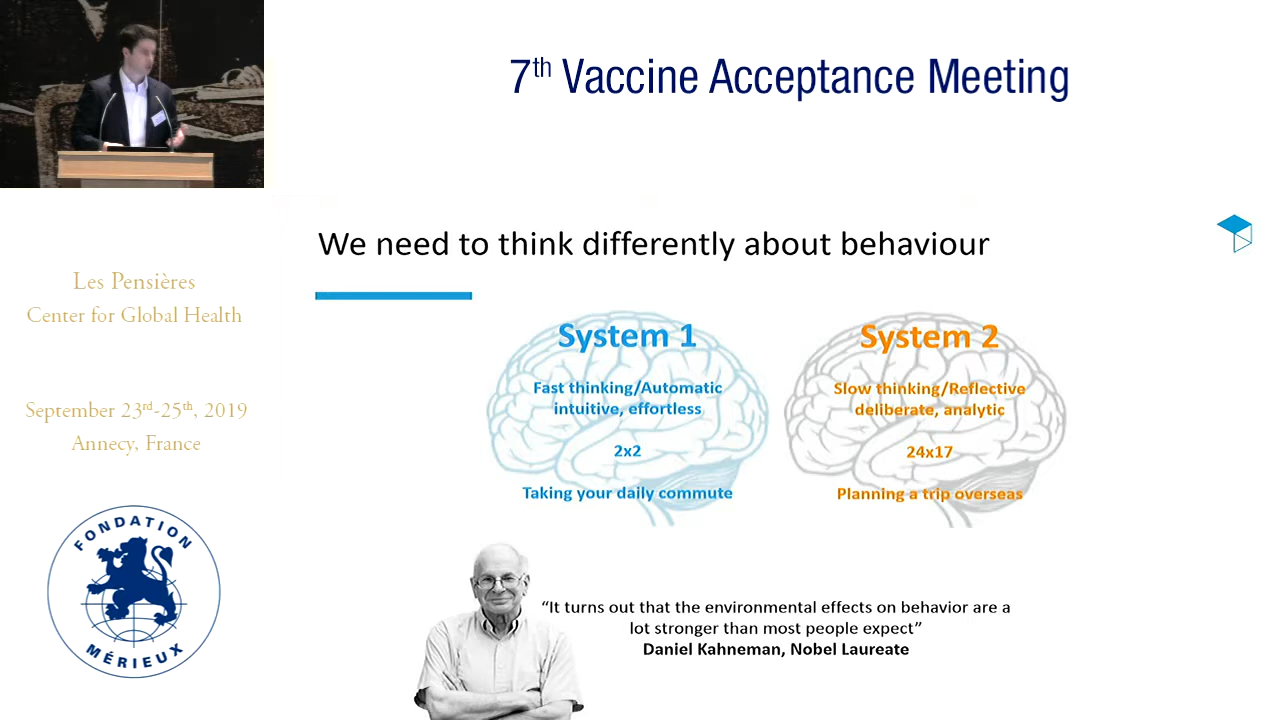 7th Vaccine Acceptance Meeting
We need to think differently about behaviour
Les Pensières
Center for Global Health
September 23rd-25th, 2019
Annecy, France
FONDATION
MÉRIEUX
System 1
Fast thinking/Automatic
intuitive, effortless
2x2
Taking your daily commute
System 2
Slow thinking/Reflective
deliberate, analytic
24x17
Planning a trip overseas
“It turns out that the environmental effects on behavior are a
lot stronger than most people expect”
Daniel Kahneman, Nobel Laureate